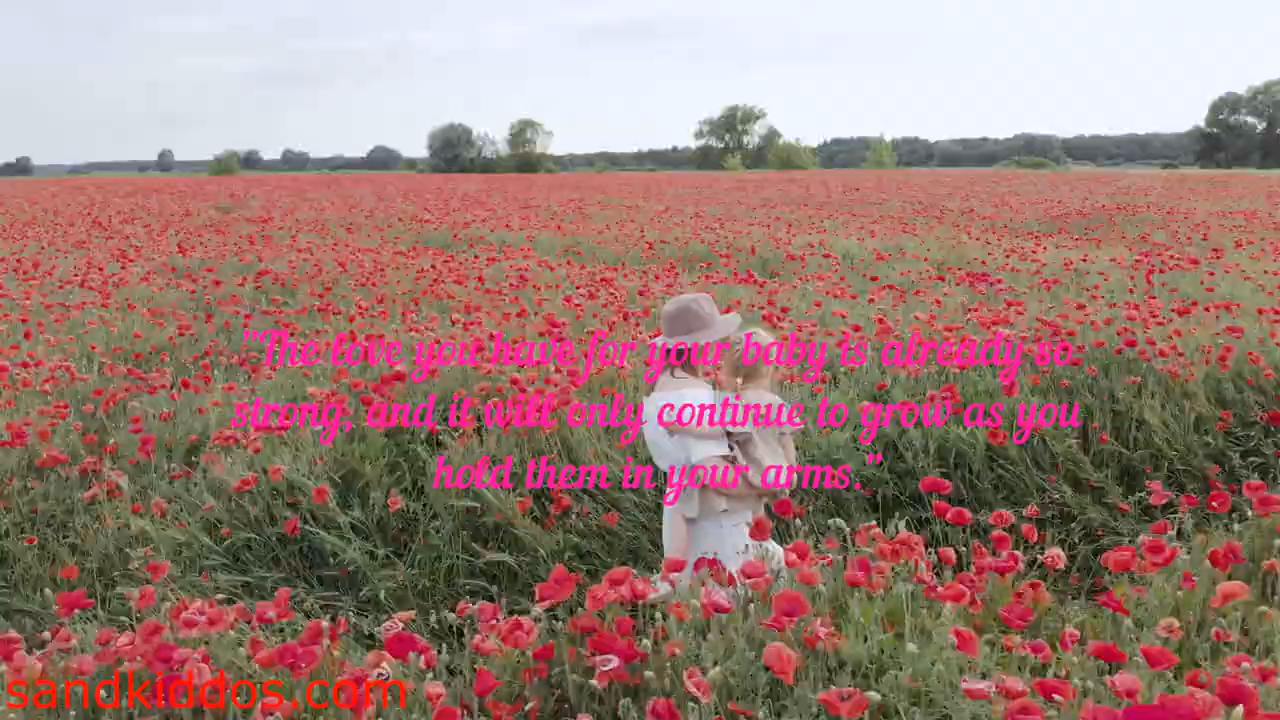 "The love you have for your baby is already so
strong, and it will only continue to grow as you
hold them in your arms."
sandkiddos.com